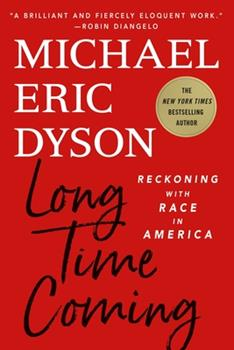 "A BRILLIANT AND FIERCELY ELOQUENT WORK."
—ROBIN DIANGELO
MICHAEL
ERIC
DYSON
THE
NEW YORK TIMES
BESTSELLING
AUTHOR
Long
Time
Coming
RECKONING
WITH
RACE
IN
AMERICA